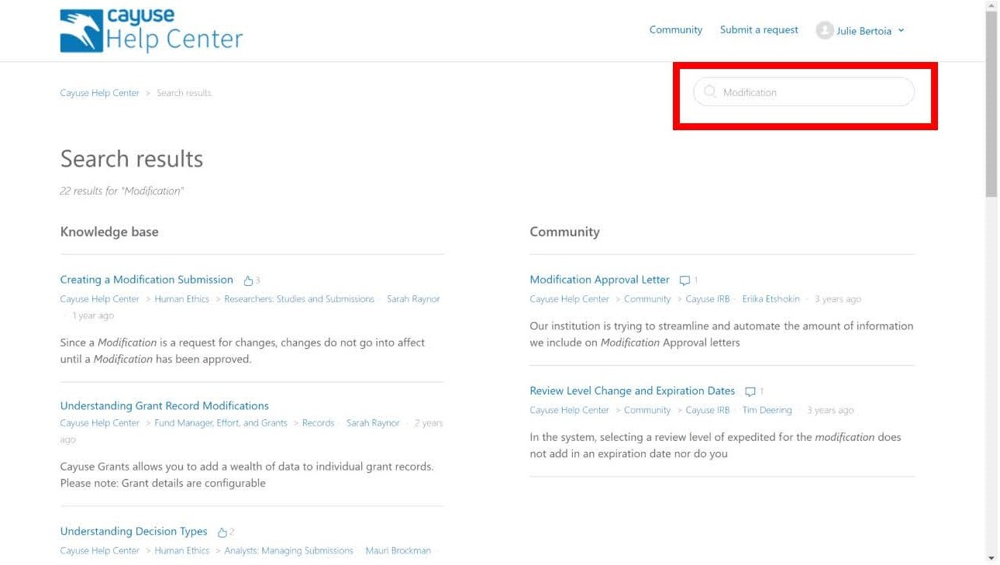 cayuse
Help Center
Community Submit a request Julie Bertoia
Cayuse Help Center > Search results
Modification
Search results
22 results for "Modification"
Knowledge base
Creating a Modification Submission 3
Cayuse Help Center > Human Ethics > Researchers: Studies and Submissions · Sarah Raynor
· 1 year ago
Since a Modification is a request for changes, changes do not go into affect
until a Modification has been approved.
Understanding Grant Record Modifications
Cayuse Help Center > Fund Manager, Effort, and Grants > Records · Sarah Raynor · 2 years
ago
Cayuse Grants allows you to add a wealth of data to individual grant records.
Please note: Grant details are configurable
Understanding Decision Types 2
Cayuse Help Center > Human Ethics > Analysts: Managing Submissions · Mauri Brockman
Community
Modification Approval Letter 1
Cayuse Help Center > Community > Cayuse IRB · Eriika Etshokin · 3 years ago
Our institution is trying to streamline and automate the amount of information
we include on Modification Approval letters
Review Level Change and Expiration Dates 1
Cayuse Help Center > Community > Cayuse IRB · Tim Deering · 3 years ago
In the system, selecting a review level of expedited for the modification does
not add in an expiration date nor do you